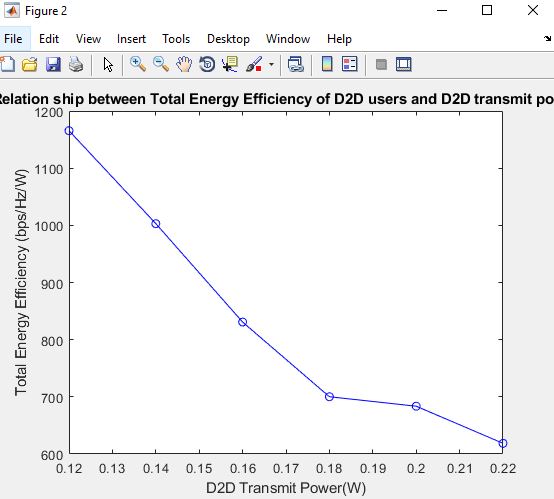 Figure 2
File Edit View Insert Tools Desktop Window Help
Relation ship between Total Energy Efficiency of D2D users and D2D transmit po
1200
1100
1000
900
800
700
600
Total Energy Efficiency (bps/Hz/W)
0.12 0.13 0.14 0.15 0.16 0.17 0.18 0.19 0.2 0.21 0.22
D2D Transmit Power(W)